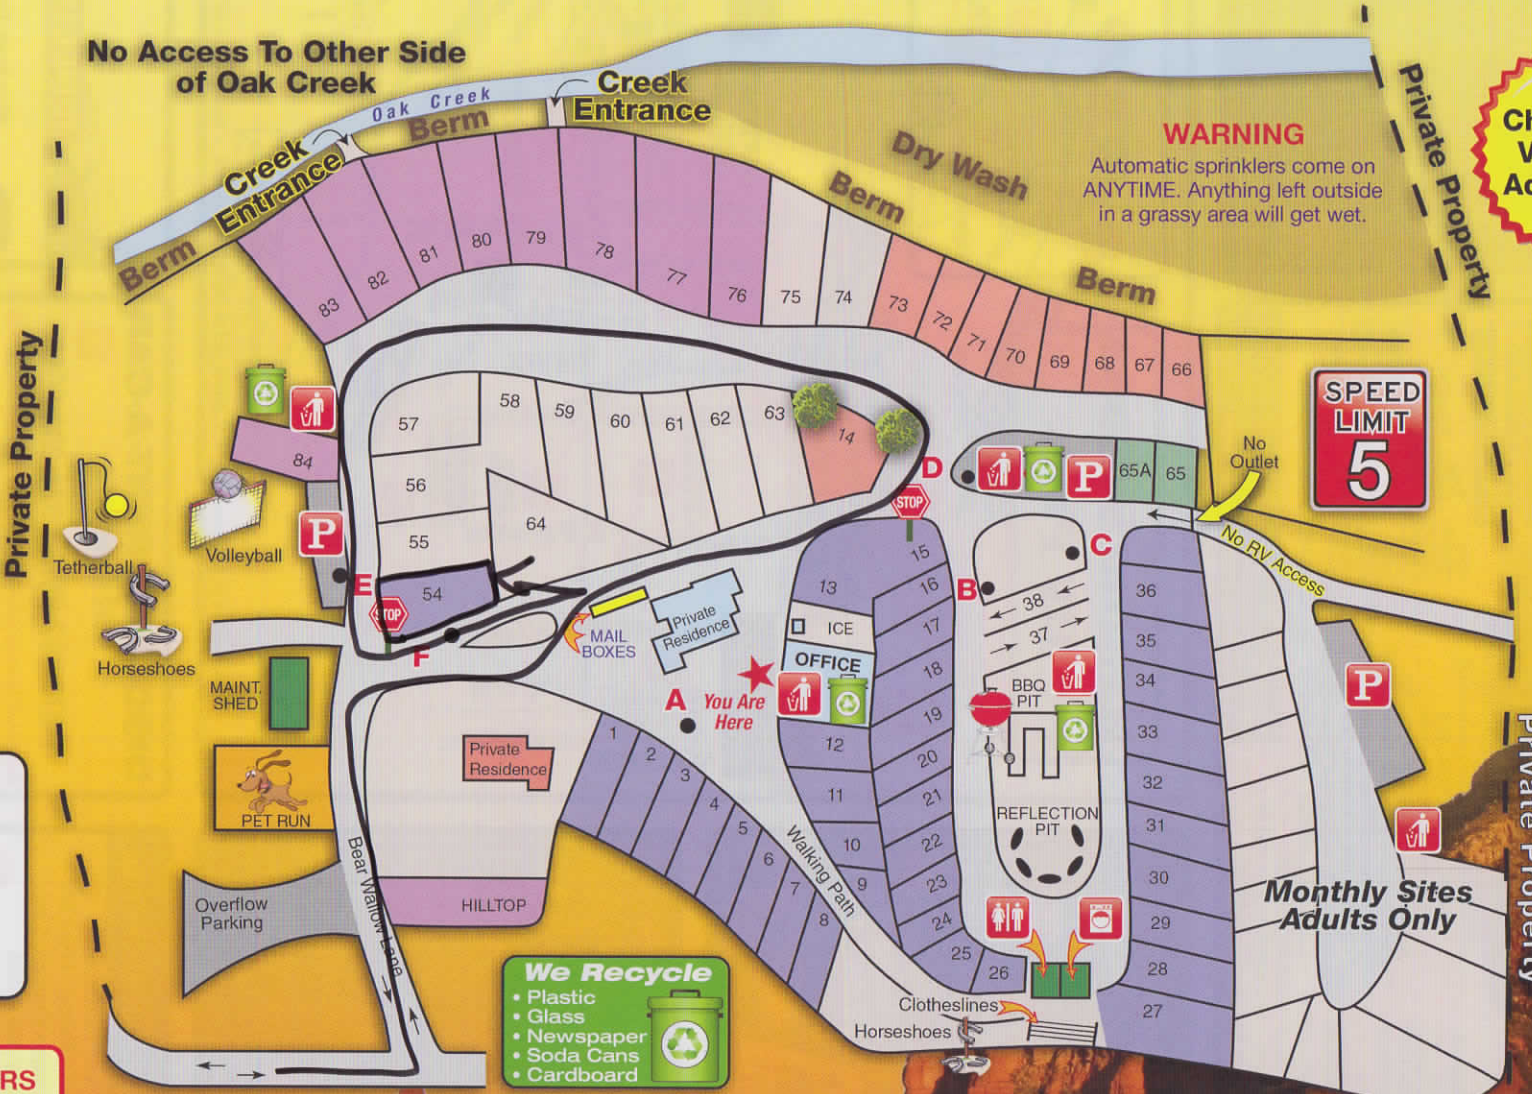 No Access To Other Side
of Oak Creek
Oak Creek
Berm
Creek
Entrance
Creek
Entrance
Berm
Dry Wash
Berm
Berm
WARNING
Automatic sprinklers come on
ANYTIME. Anything left outside
in a grassy area will get wet.
Private Property
Private Property
Private Property
83
82
81
80
79
78
77
76
75
74
73
72
71
70
69
68
67
66
SPEED
LIMIT
5
No
Outlet
No RV Access
57
58
59
60
61
62
63
14
56
55
64
54
84
P
Volleyball
Tetherball
Horseshoes
E
STOP
F
D
STOP
P
65A
65
C
B
38
37
13
ICE
OFFICE
15
16
17
18
19
20
21
22
23
24
25
26
12
11
10
9
MAIL
BOXES
Private
Residence
A
You Are
Here
BBQ
PIT
REFLECTION
PIT
36
35
34
33
32
31
30
29
28
27
P
Monthly Sites
Adults Only
MAINT.
SHED
PET RUN
Private
Residence
HILLTOP
Overflow
Parking
Bear Wallow Lane
1
2
3
4
5
6
7
8
Walking Path
Clotheslines
Horseshoes
We Recycle
• Plastic
• Glass
• Newspaper
• Soda Cans
• Cardboard
RS